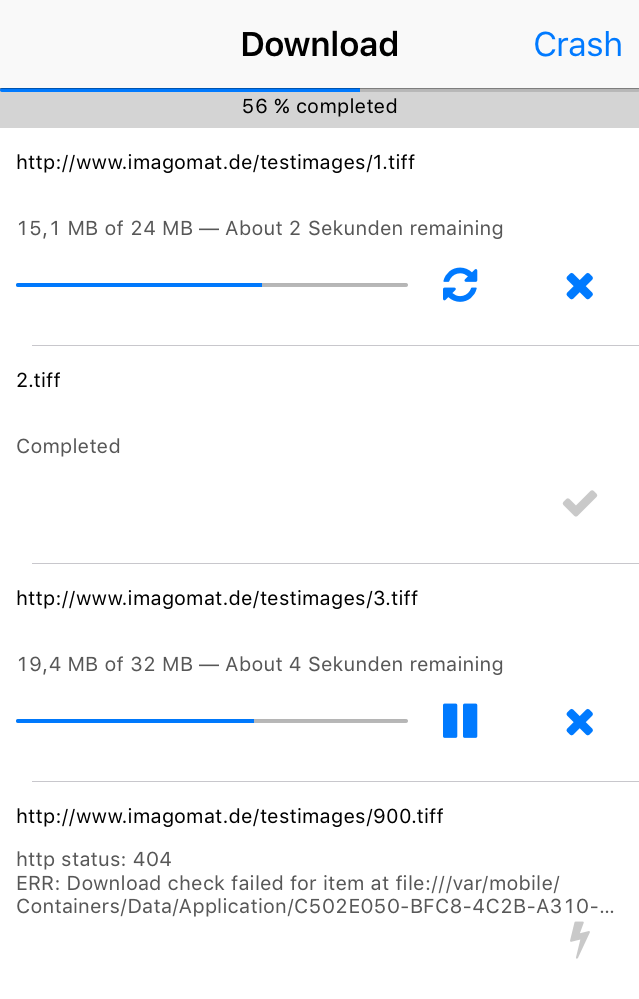 Download
Crash
56 % completed
http://www.imagomat.de/testimages/1.tiff
15,1 MB of 24 MB — About 2 Sekunden remaining
2.tiff
Completed
http://www.imagomat.de/testimages/3.tiff
19,4 MB of 32 MB — About 4 Sekunden remaining
http://www.imagomat.de/testimages/900.tiff
http status: 404
ERR: Download check failed for item at file:///var/mobile/
Containers/Data/Application/C502E050-BFC8-4C2B-A310-...